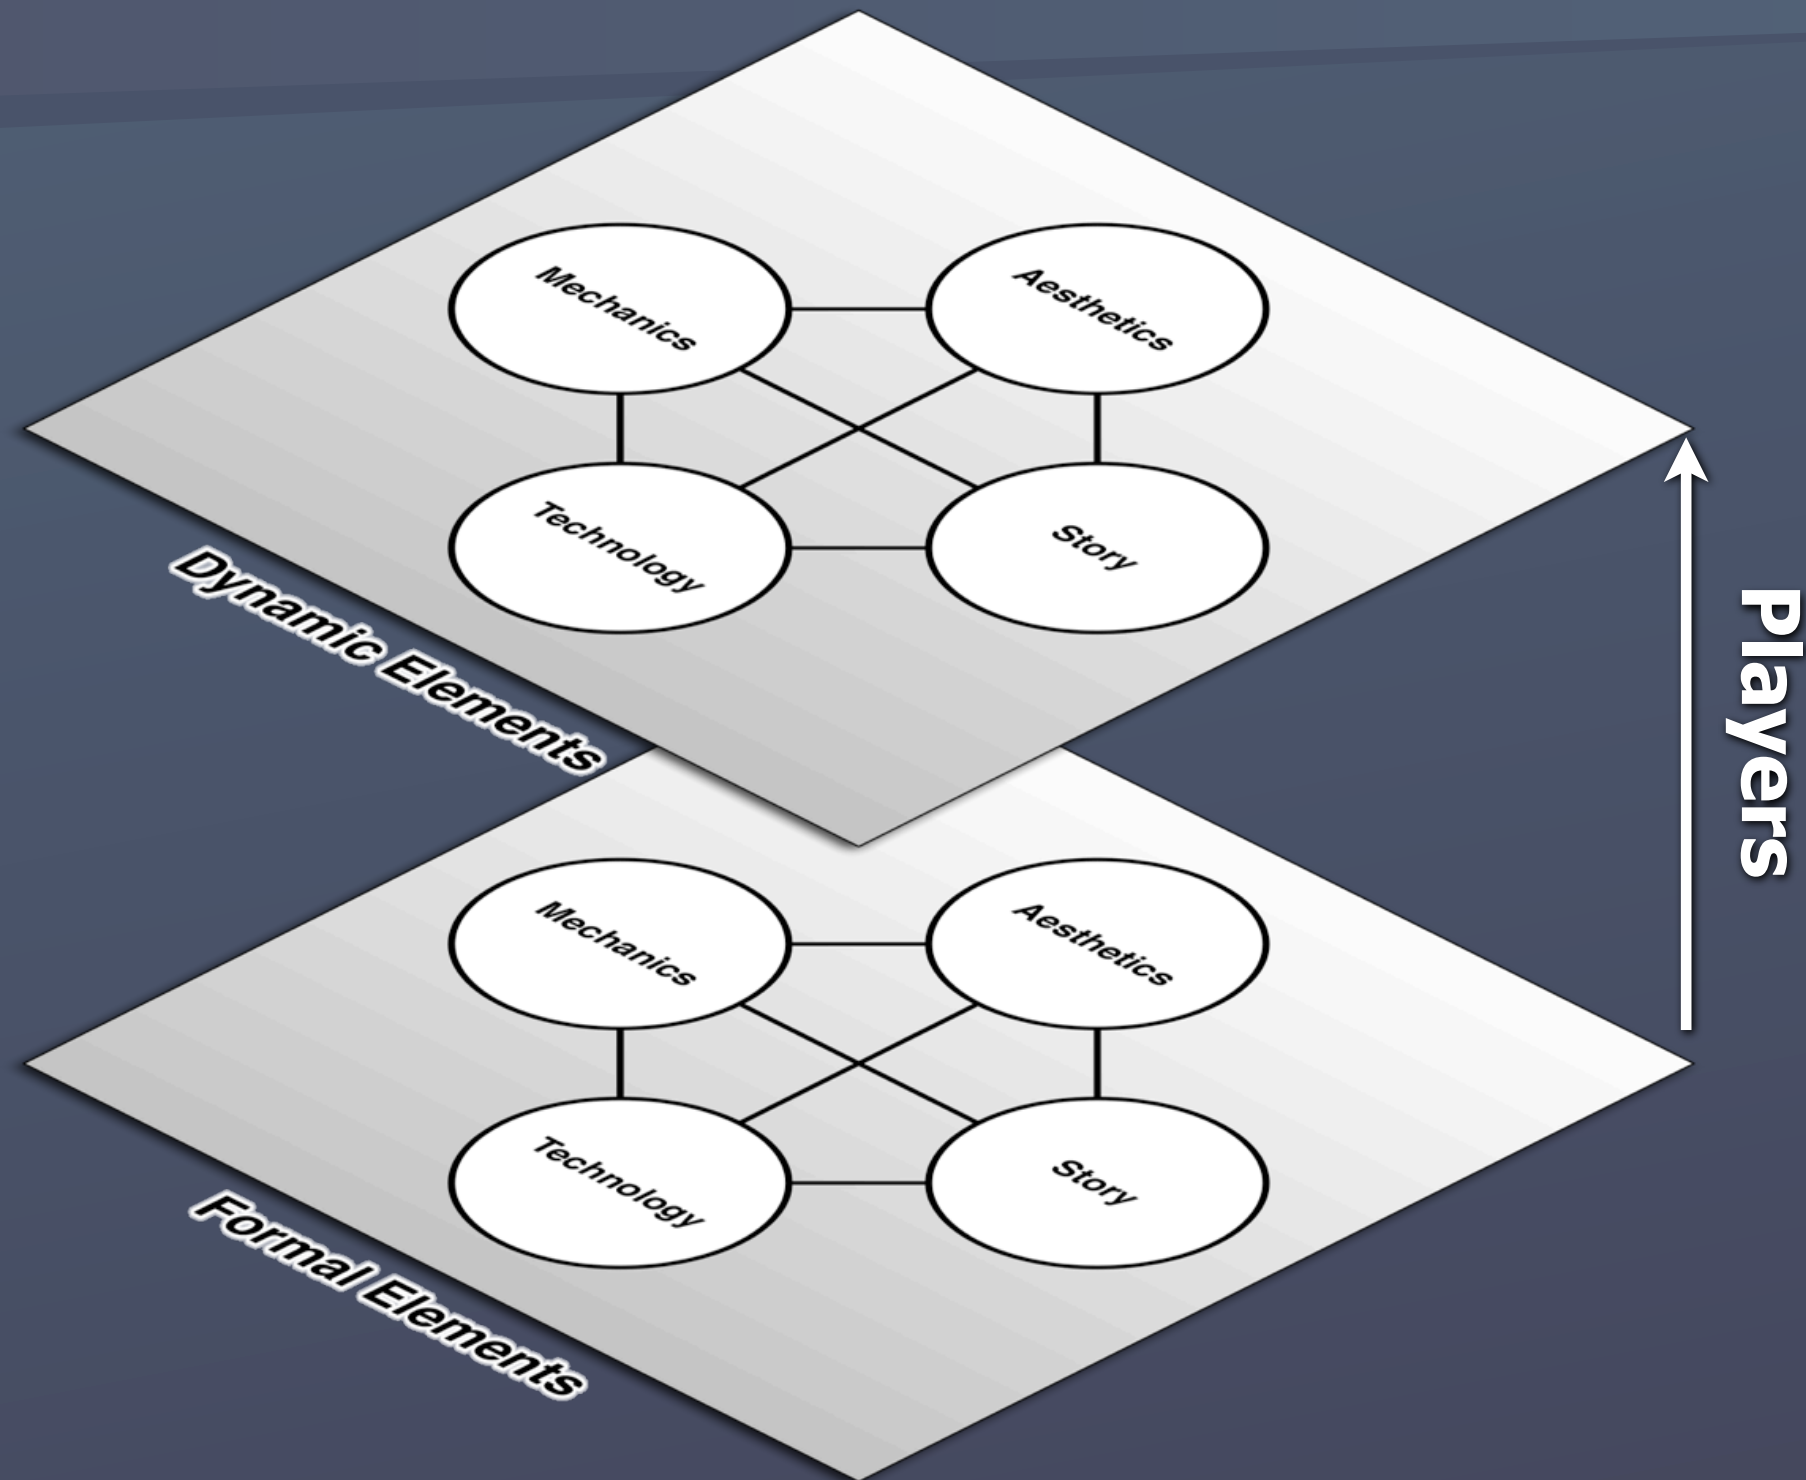 Mechanics
Aesthetics
Technology
Story
Dynamic Elements
Players
Mechanics
Aesthetics
Technology
Story
Formal Elements